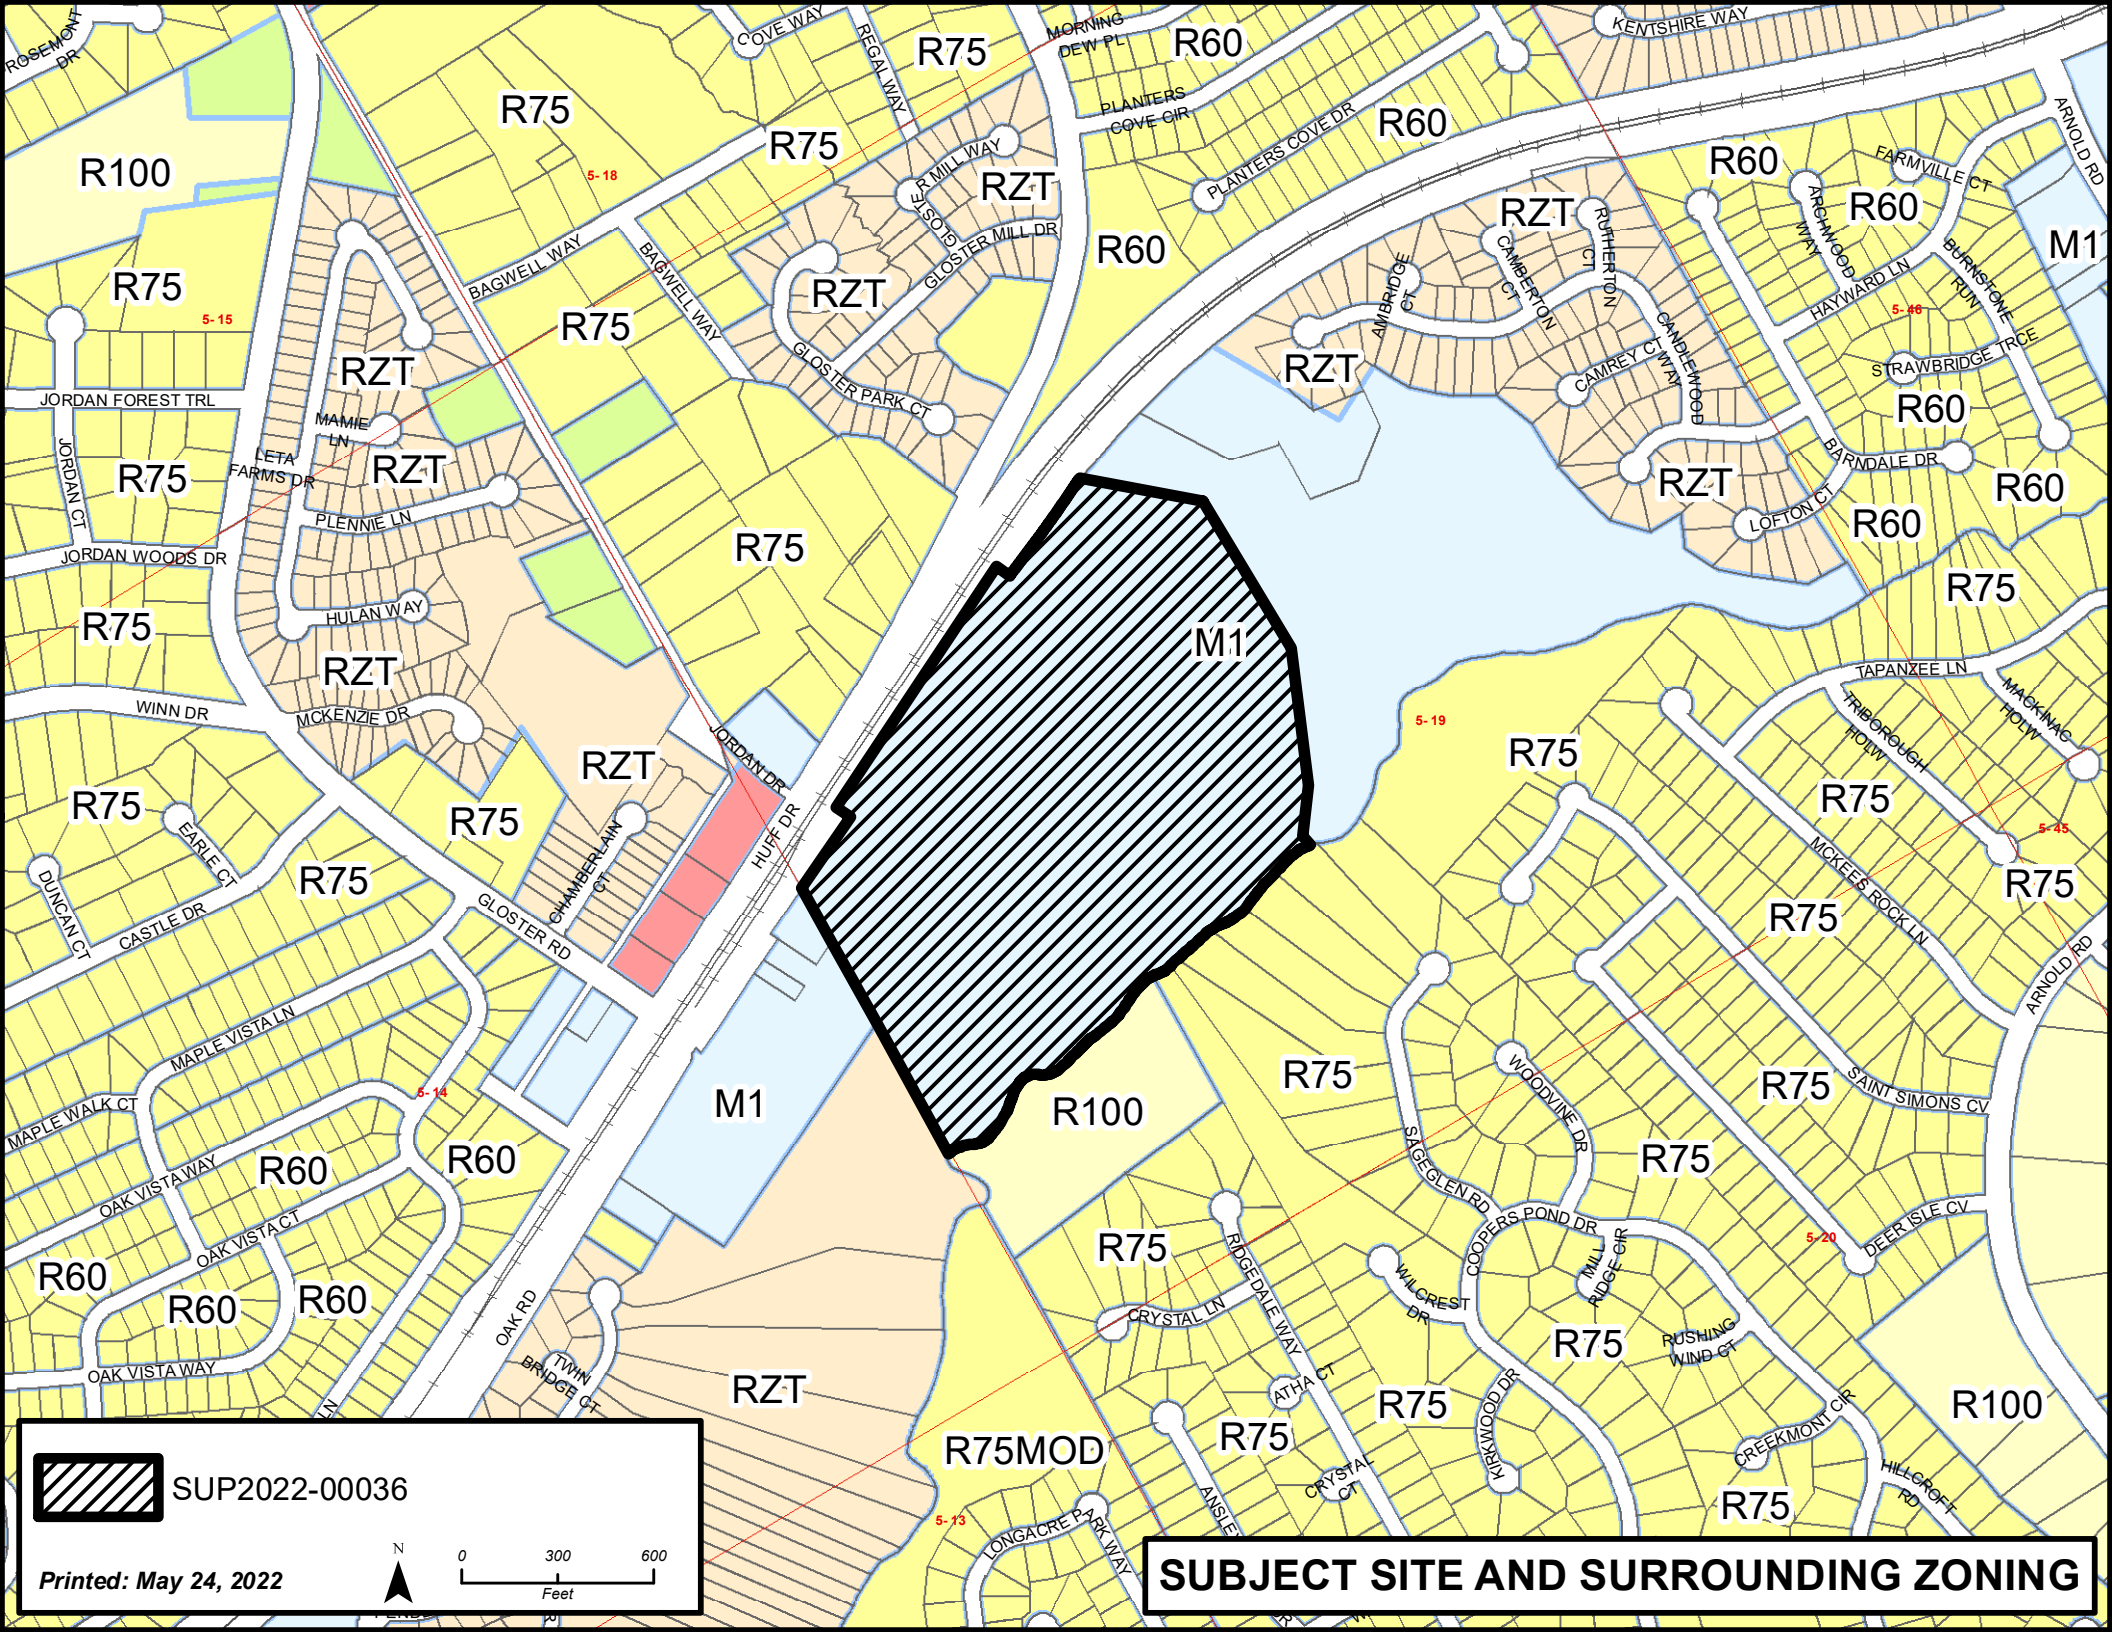 ROSEMONT
DR
COVE WAY
REGAL WAY
R75
MORNING
DEW PL
R60
KENTSHIRE WAY
R75
PLANTERS
COVE CIR
PLANTERS COVE DR
R60
ARNOLD RD
R100
5-18
R75
GLOSTER MILL WAY
RZT
R60
FARMVILLE CT
ARCHWOOD
WAY
R60
BAGWELL WAY
BAGWELL WAY
GLOSTER MILL DR
R60
RZT
RUTHERTON
CT
CAMBERTON
CT
AMBRIDGE
CT
HAYWARD LN
BURNSTONE
RUN
M1
R75
5-15
R75
RZT
GLOSTER PARK CT
RZT
CANDLEWOOD
WAY
CAMREY CT
5-46
STRAWBRIDGE TRCE
R60
JORDAN FOREST TRL
JORDAN CT
RZT
MAMIE
LN
LETA
FARMS DR
RZT
PLENNIE LN
R75
BARNDALE DR
RZT
LOFTON CT
R60
R60
JORDAN WOODS DR
R75
R75
HULAN WAY
RZT
MCKENZIE DR
WINN DR
M1
R75
TAPANZEE LN
MACKINAC
HOLW
TRIBOROUGH
HOLW
5-19
JORDAN DR
HUFF DR
RZT
R75
R75
R75
5-45
MCKEES ROCK LN
R75
EARLE CT
DUNCAN CT
R75
CASTLE DR
CHAMBERLAIN
CT
GLOSTER RD
R75
R75
ARNOLD RD
MAPLE VISTA LN
MAPLE WALK CT
5-14
M1
R100
R75
WOODVINE DR
R75
SAINT SIMONS CV
OAK VISTA WAY
R60
R60
OAK VISTA CT
SAGEGLEN RD
R75
COOPERS POND DR
MILL
RIDGE CIR
5-20
DEER ISLE CV
R60
R60
R60
OAK RD
R75
RIDGEDALE WAY
CRYSTAL LN
WILCREST
DR
R75
RUSHING
WIND CT
OAK VISTA WAY
TWIN
BRIDGE CT
RZT
ATHA CT
R75
KIRKWOOD DR
R100
LN
R75MOD
R75
CRYSTAL
CT
CREEKMONT CIR
HILLCROFT
RD
R75
5-13
LONGACRE PARK WAY
SUP2022-00036
Printed: May 24, 2022
N
0 300 600
Feet
SUBJECT SITE AND SURROUNDING ZONING